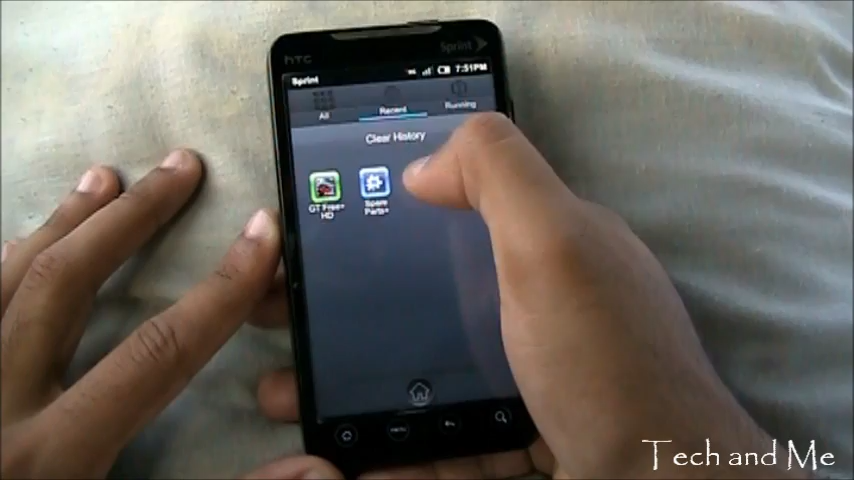 hTC
Sprint
Sprint
7:51PM
All
Recent
Running
Clear History
GT Free+
HD
Spare
Parts+
Tech and Me